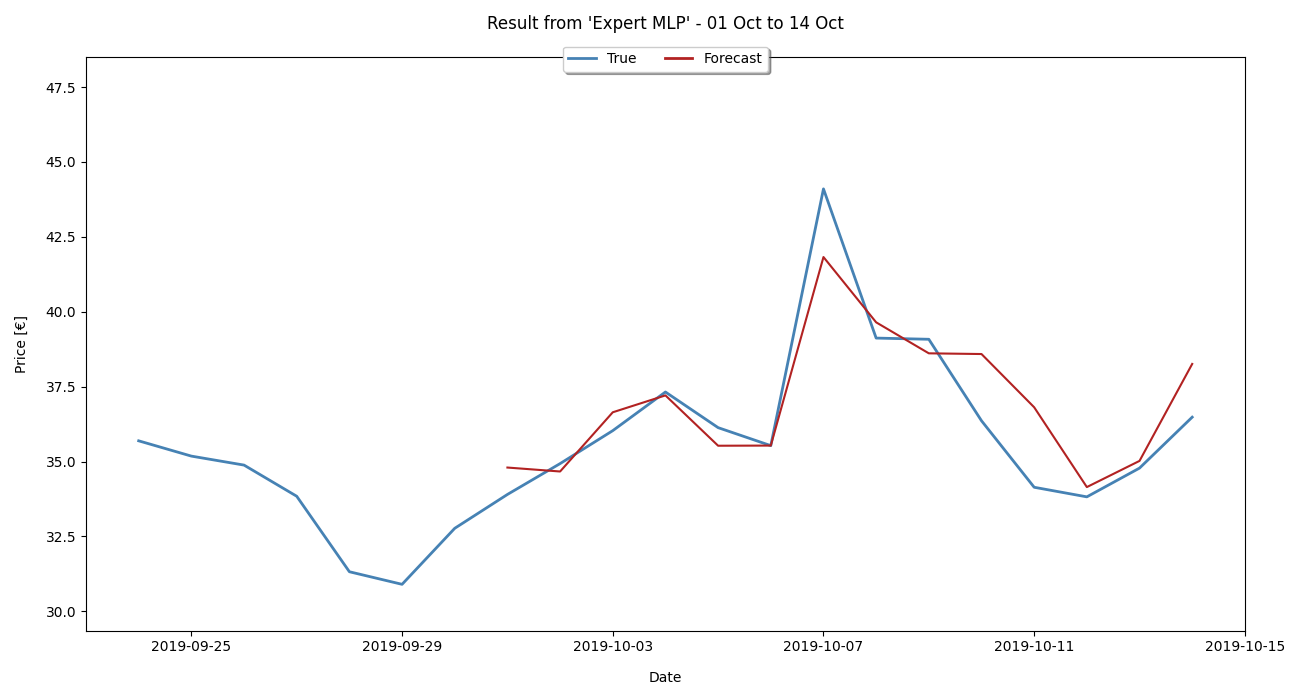 Result from 'Expert MLP' - 01 Oct to 14 Oct
True Forecast
47.5
45.0
42.5
40.0
37.5
35.0
32.5
30.0
Price [€]
2019-09-25 2019-09-29 2019-10-03 2019-10-07 2019-10-11 2019-10-15
Date